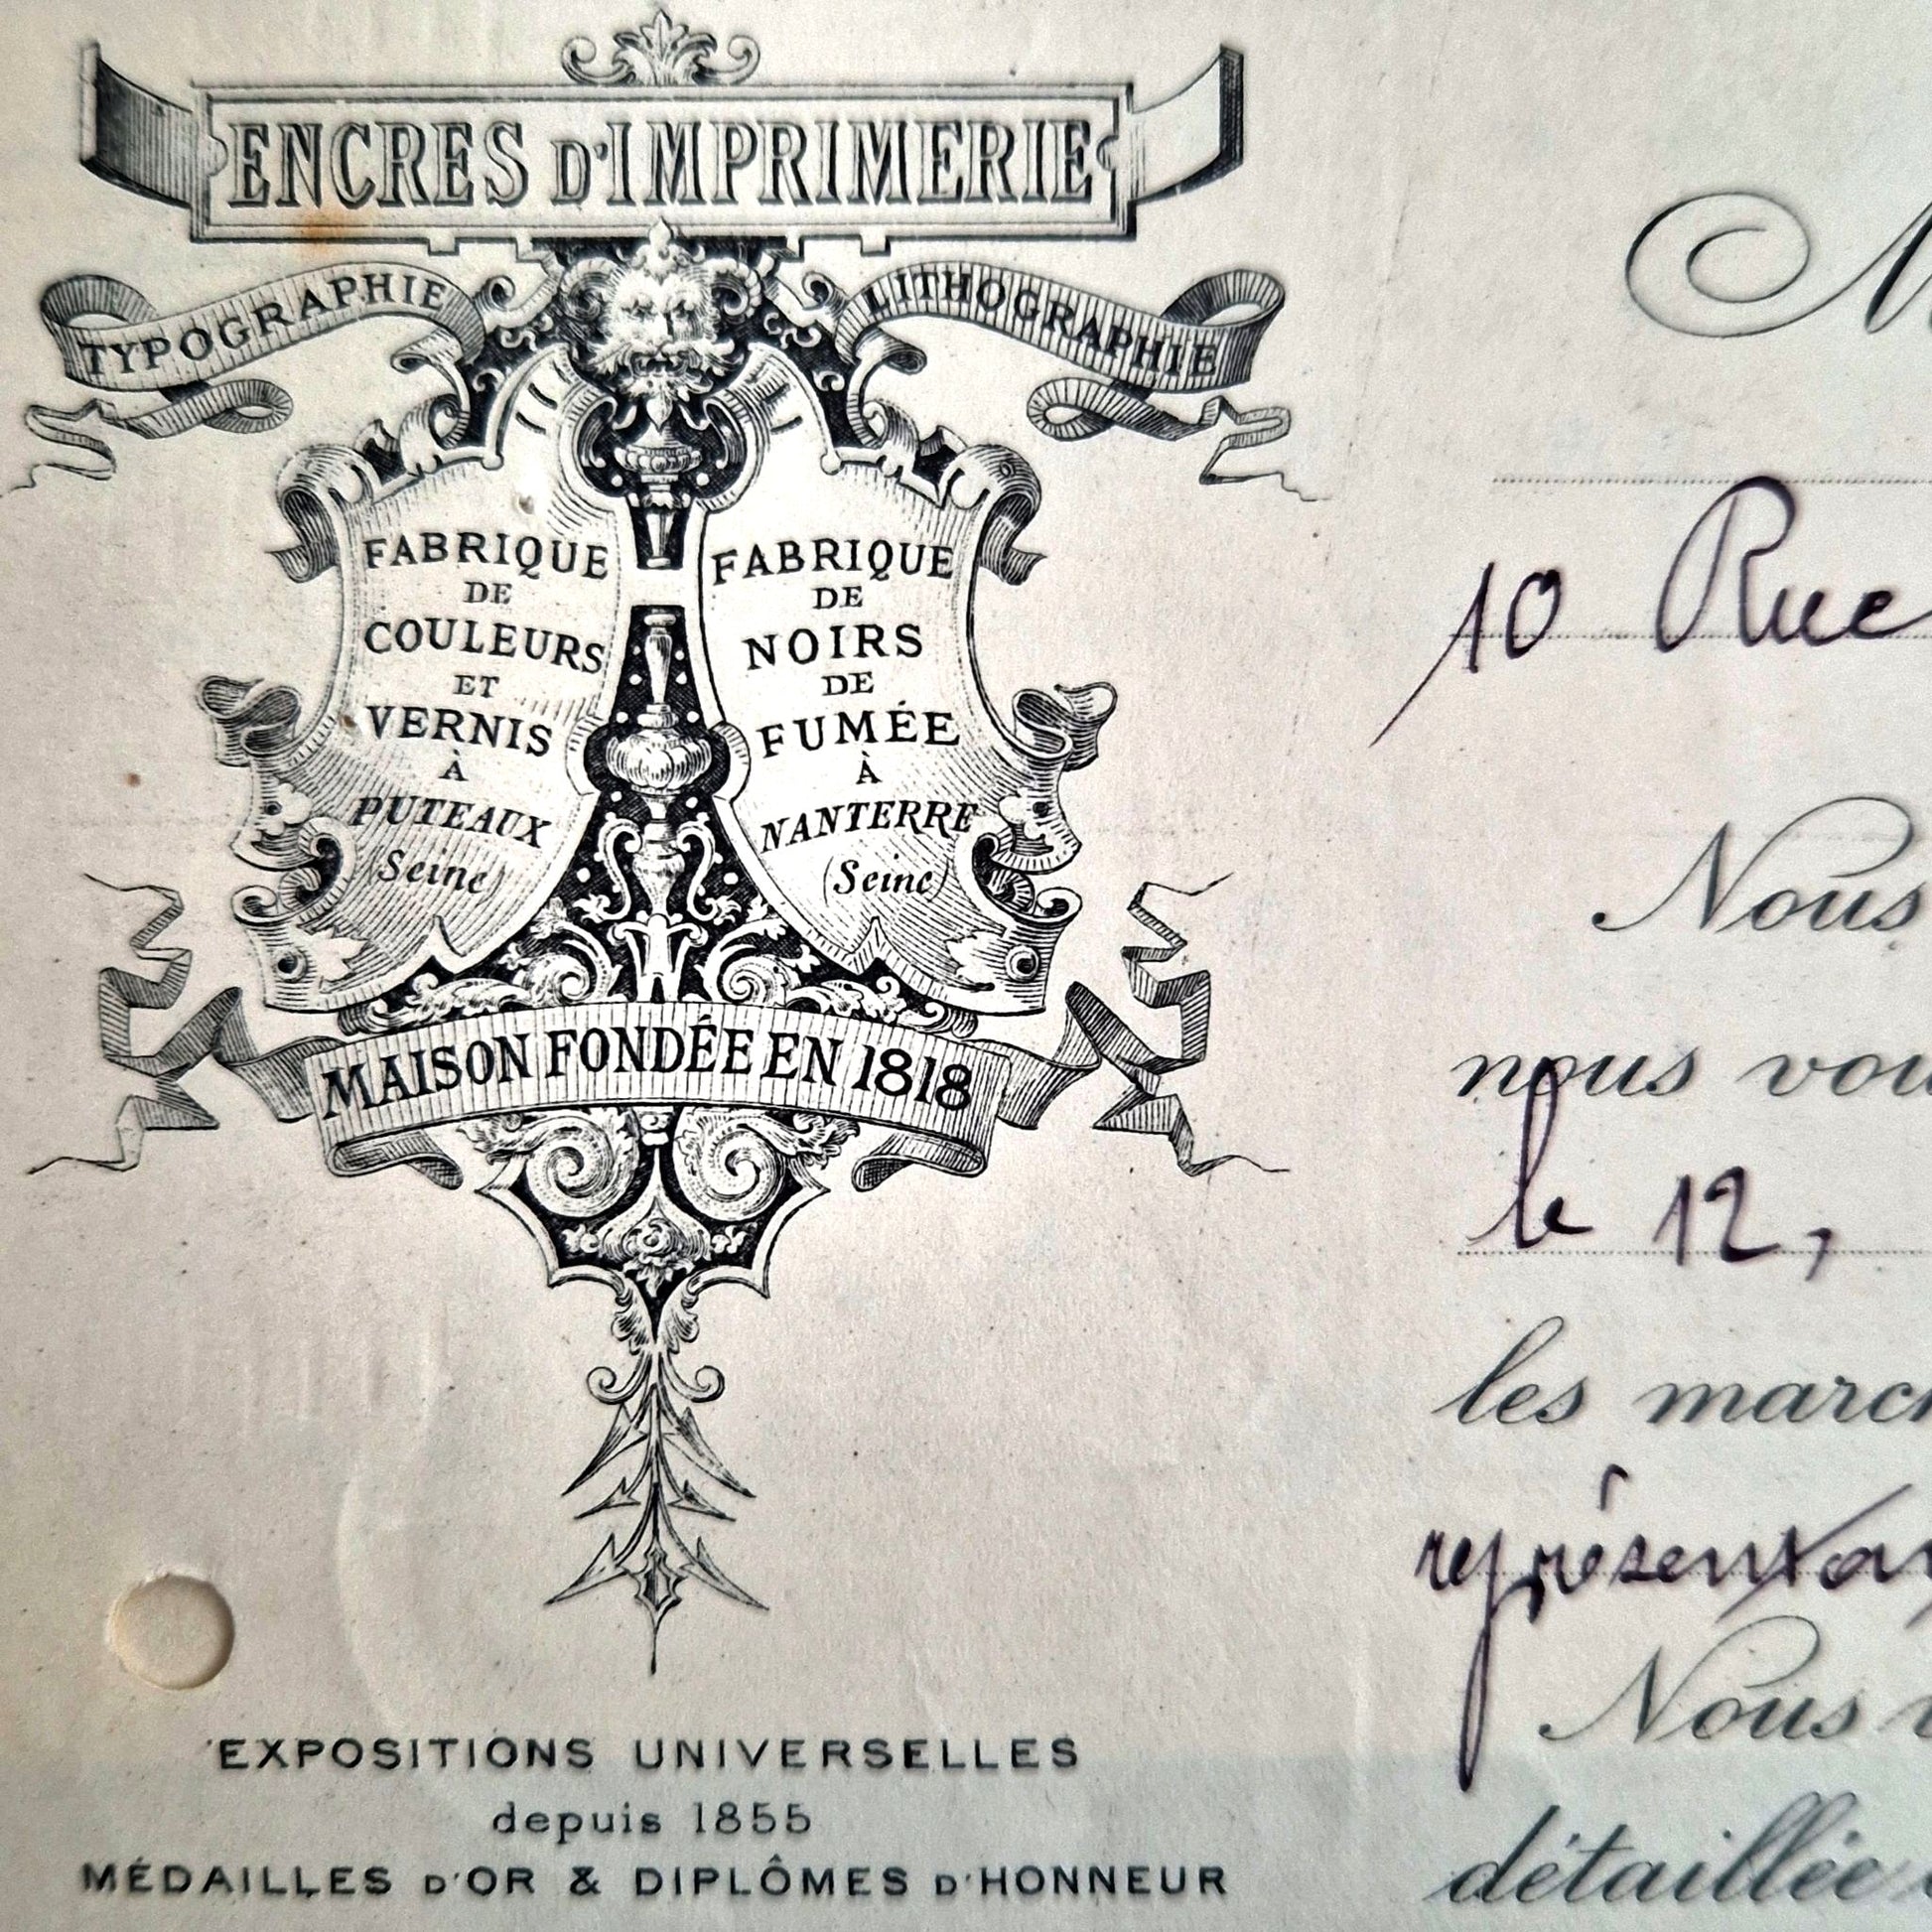 ENCRES D'IMPRIMERIE
TYPOGRAPHIE
LITHOGRAPHIE
FABRIQUE
DE
COULEURS
ET
VERNIS
À
PUTEAUX
(Seine)
FABRIQUE
DE
NOIRS
DE
FUMÉE
À
NANTERRE
(Seine)
MAISON FONDÉE EN 1818
EXPOSITIONS UNIVERSELLES
depuis 1855
MÉDAILLES D'OR & DIPLÔMES D'HONNEUR
M
10 Rue
Nous
nous vou
le 12,
les march
représentan
Nous
détaillée